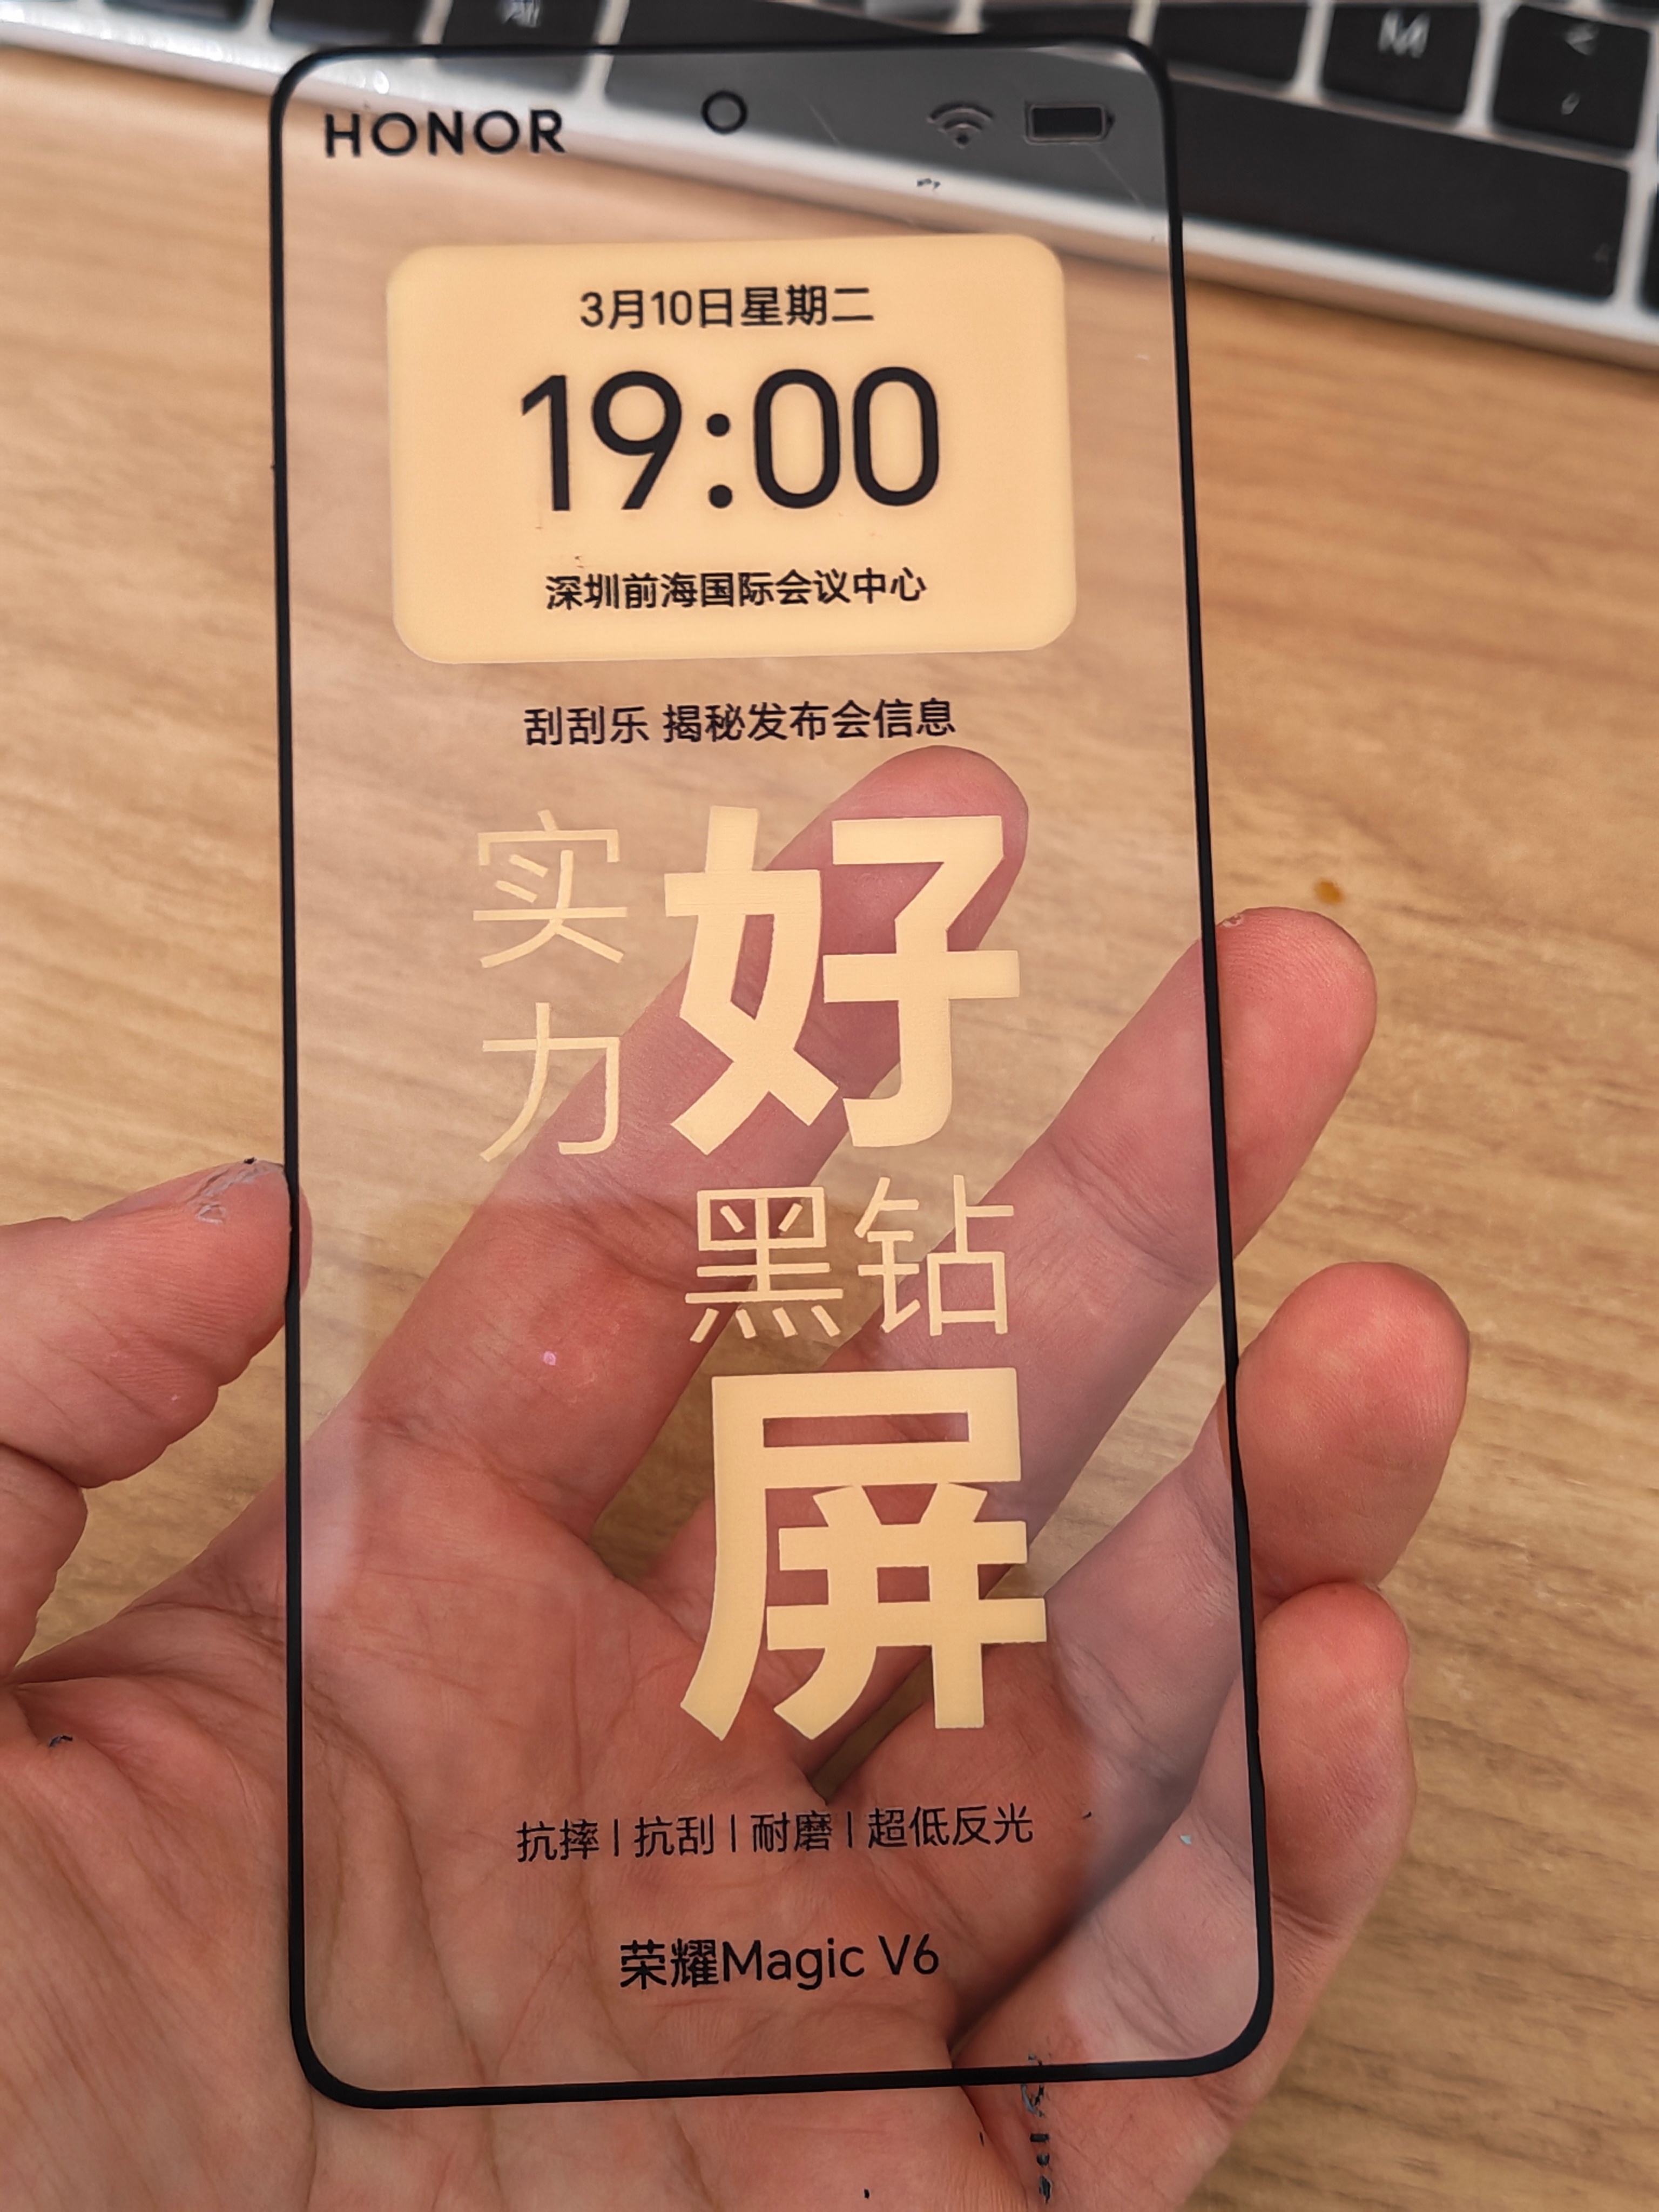 M
HONOR
3月10日星期二
19:00
深圳前海国际会议中心
刮刮乐 揭秘发布会信息
实力
好
黑钻
屏
抗摔 | 抗刮 | 耐磨 | 超低反光
荣耀Magic V6